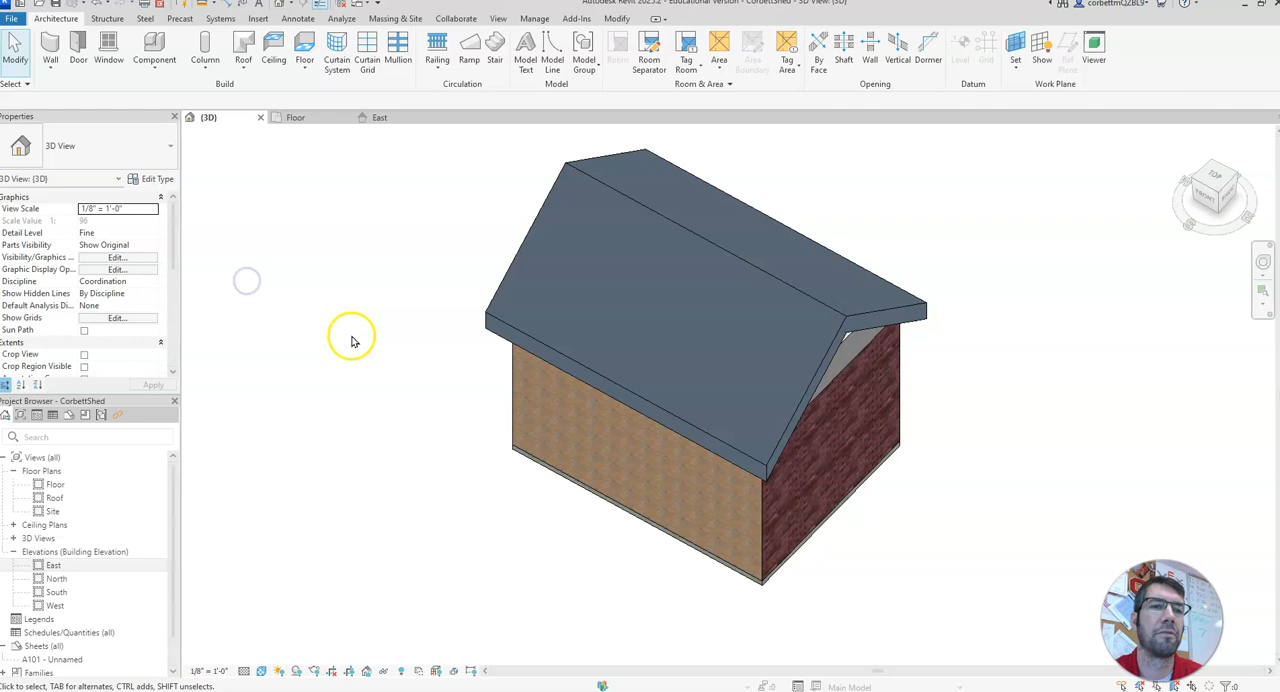 Autodesk Revit 2025.2 - Educational Version - CorbettShed - 3D View: {3D}
corbettmQZBL9
File Architecture Structure Steel Precast Systems Insert Annotate Analyze Massing & Site Collaborate View Manage Add-Ins Modify
Modify Wall Door Window Component Column Roof Ceiling Floor Curtain System Curtain Grid Mullion Railing Ramp Stair Model Text Model Line Model Group Room Room Separator Tag Room Area Area Boundary Tag Area By Face Shaft Wall Vertical Dormer Level Grid Set Show Ref Plane Viewer
Select Build Circulation Model Room & Area Opening Datum Work Plane
Properties
(3D) Floor East
3D View
3D View: {3D} Edit Type
Graphics
View Scale 1/8" = 1'-0"
Scale Value 1: 96
Detail Level Fine
Parts Visibility Show Original
Visibility/Graphics ... Edit...
Graphic Display Op... Edit...
Discipline Coordination
Show Hidden Lines By Discipline
Default Analysis Di... None
Show Grids Edit...
Sun Path
Extents
Crop View
Crop Region Visible
Apply
Project Browser - CorbettShed
Search
Views (all)
Floor Plans
Floor
Roof
Site
Ceiling Plans
3D Views
Elevations (Building Elevation)
East
North
South
West
Legends
Schedules/Quantities (all)
Sheets (all)
A101 - Unnamed
Families
TOP
FRONT
1/8" = 1'-0"
Click to select, TAB for alternates, CTRL adds, SHIFT unselects.
:0 Main Model :0